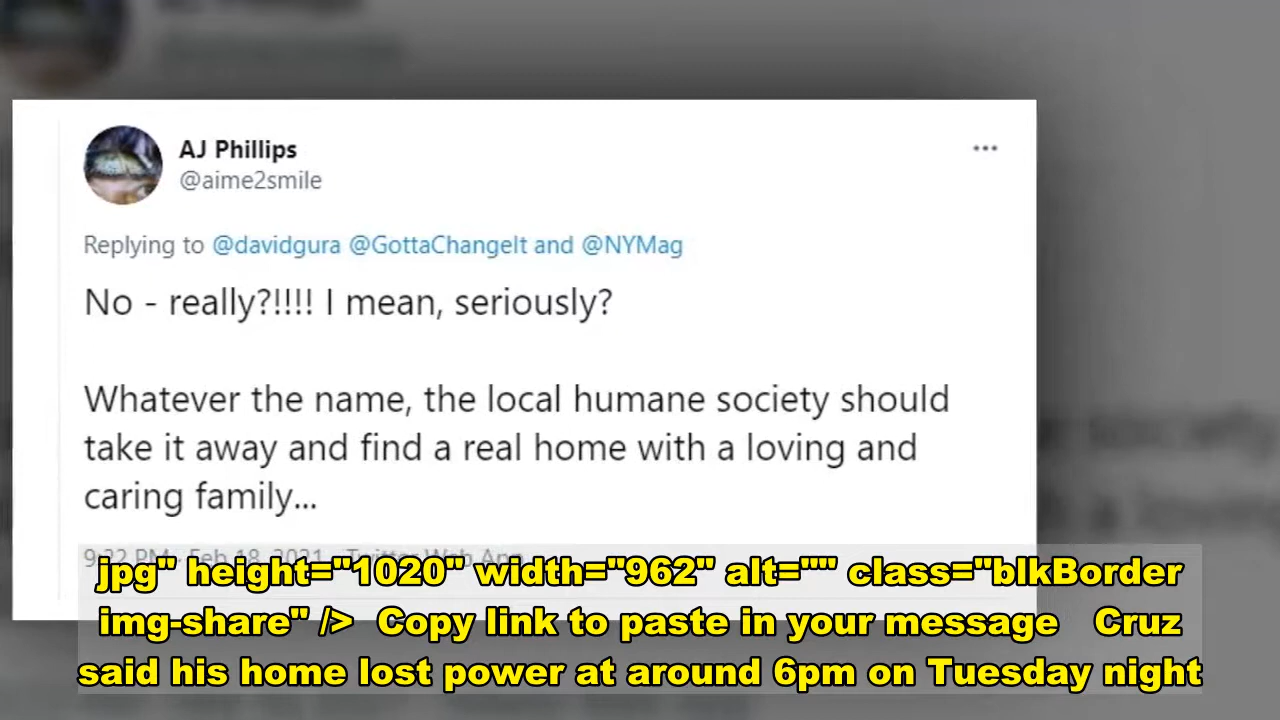 AJ Phillips
@aime2smile
Replying to @davidgura @GottaChangeIt and @NYMag
No - really?!!!! I mean, seriously?
Whatever the name, the local humane society should
take it away and find a real home with a loving and
caring family...
9:22 PM · Feb 18, 2021 · Twitter Web App
jpg" height="1020" width="962" alt="" class="blkBorder
img-share" /> Copy link to paste in your message Cruz
said his home lost power at around 6pm on Tuesday night